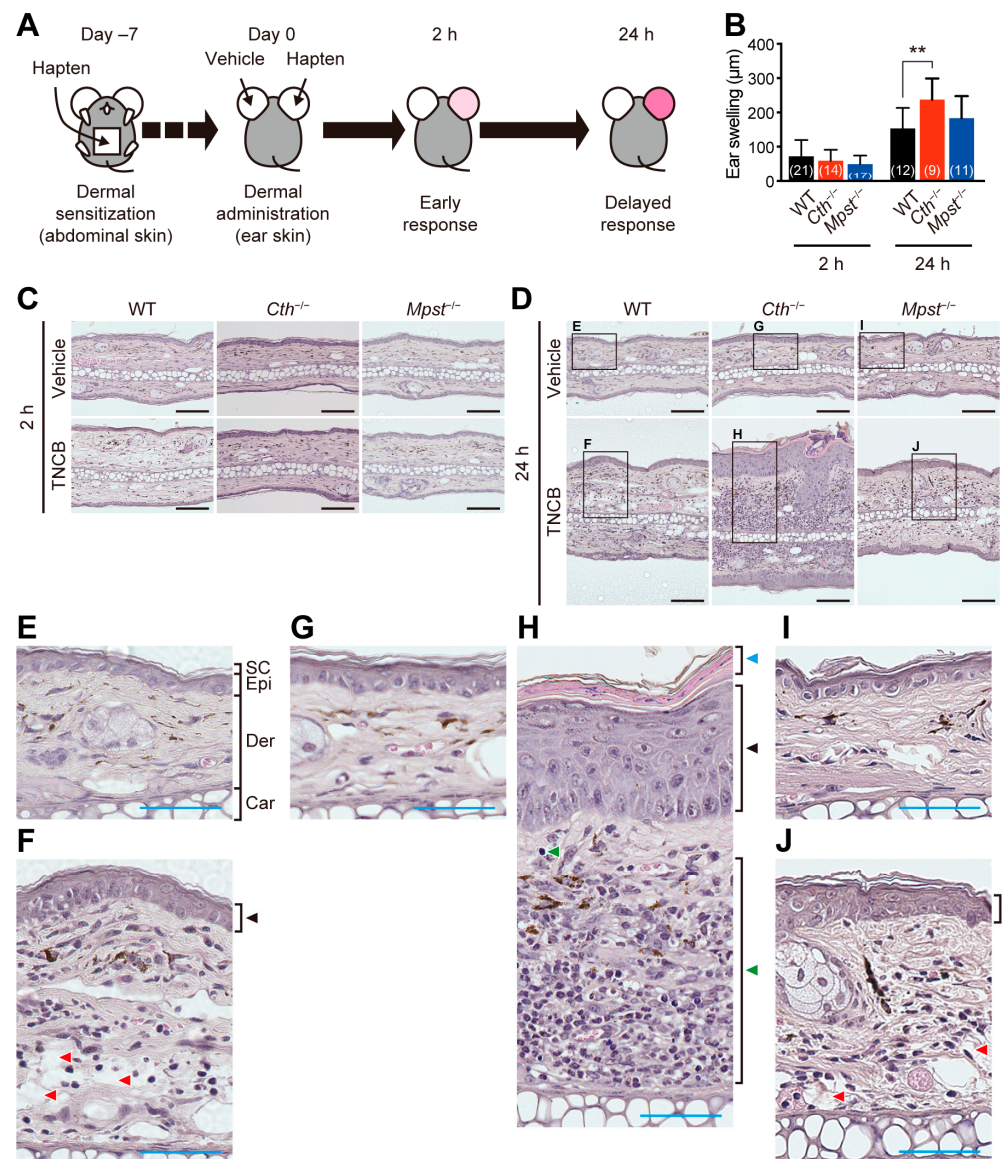 A
Day –7
Day 0
2 h
24 h
Hapten
Vehicle
Hapten
Dermal
sensitization
(abdominal skin)
Dermal
administration
(ear skin)
Early
response
Delayed
response
B
Ear swelling (µm)
400
300
200
100
0
**
(21)
(14)
(17)
(12)
(9)
(11)
WT
Cth–/–
Mpst–/–
WT
Cth–/–
Mpst–/–
2 h
24 h
C
WT
Cth–/–
Mpst–/–
2 h
Vehicle
TNCB
D
WT
Cth–/–
Mpst–/–
24 h
Vehicle
TNCB
E
G
I
F
H
J
E
SC
Epi
Der
Car
G
H
I
F
J